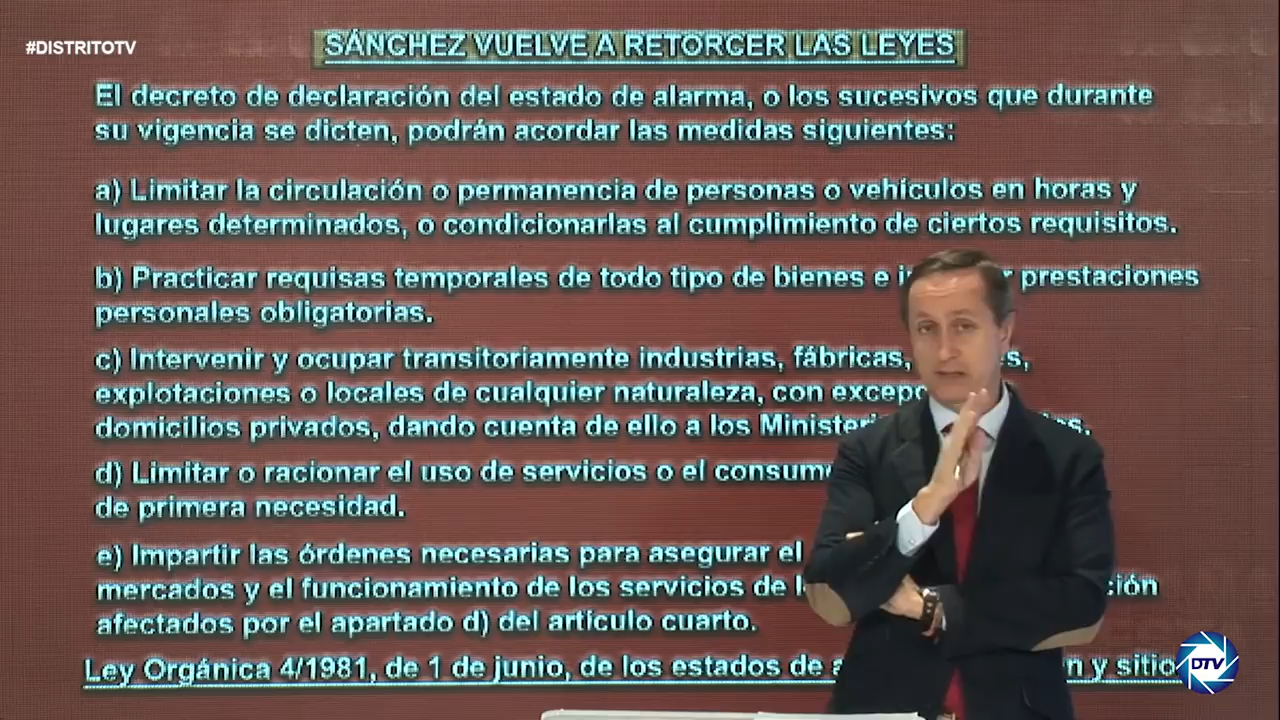 #DISTRITOTV
SÁNCHEZ VUELVE A RETORCER LAS LEYES
El decreto de declaración del estado de alarma, o los sucesivos que durante
su vigencia se dicten, podrán acordar las medidas siguientes:
a) Limitar la circulación o permanencia de personas o vehículos en horas y
lugares determinados, o condicionarlas al cumplimiento de ciertos requisitos.
b) Practicar requisas temporales de todo tipo de bienes e prestaciones
personales obligatorias.
c) Intervenir y ocupar transitoriamente industrias, fábricas,
explotaciones o locales de cualquier naturaleza, con
domicilios privados, dando cuenta de ello a los
d) Limitar o racionar el uso de servicios o el
de primera necesidad.
e) Impartir las órdenes necesarias para asegurar el
mercados y el funcionamiento de los servicios de
afectados por el apartado d) del artículo cuarto.
Ley Orgánica 4/1981, de 1 de junio, de los estados de y sitio
DTV